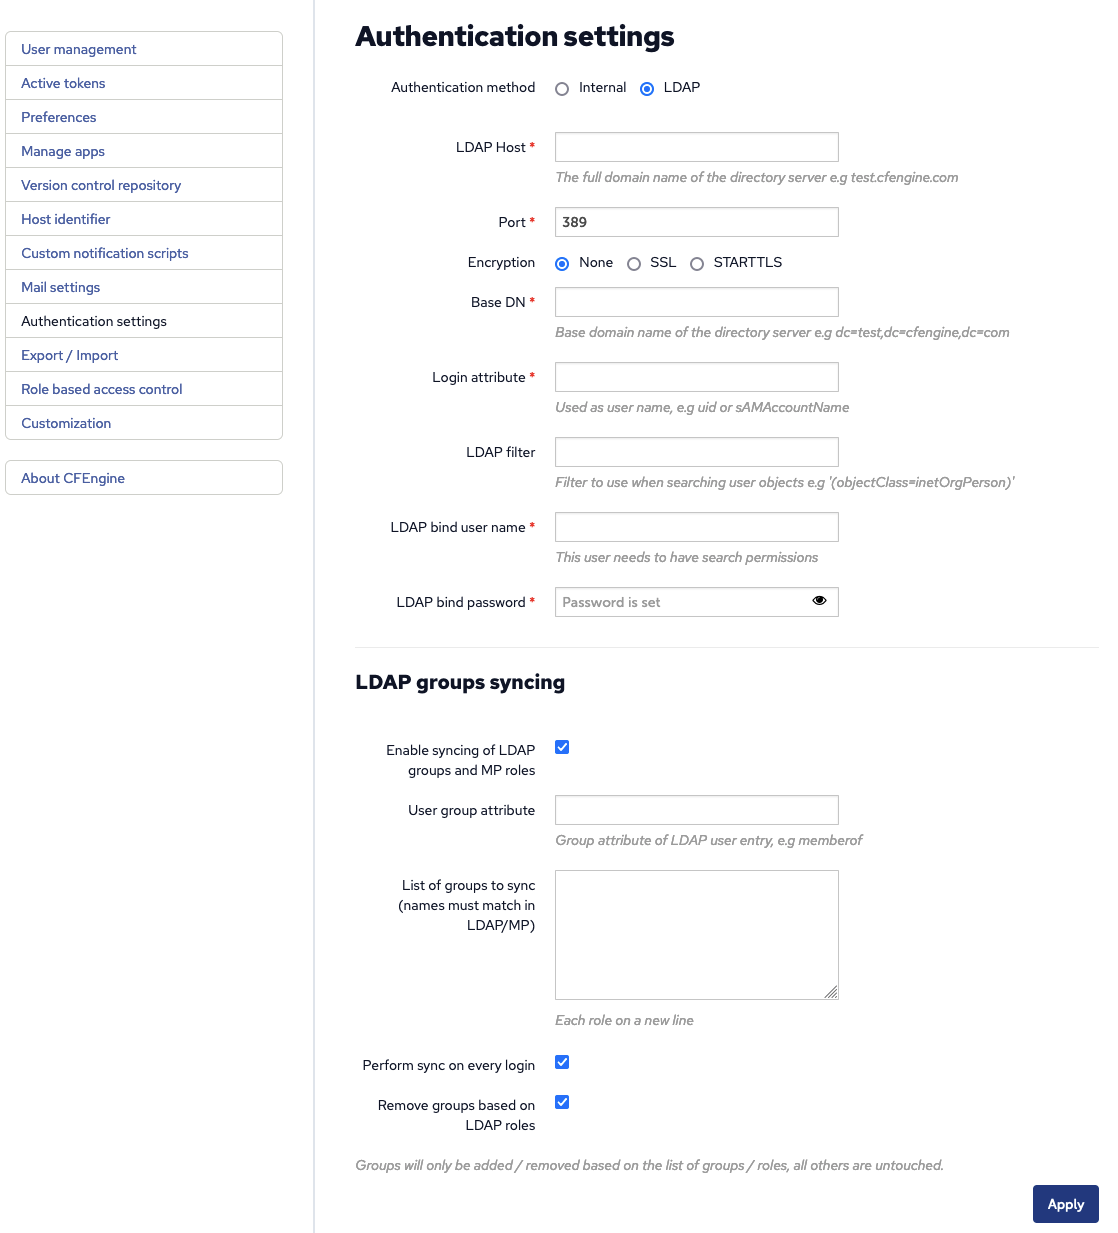 User management
Active tokens
Preferences
Manage apps
Version control repository
Host identifier
Custom notification scripts
Mail settings
Authentication settings
Export / Import
Role based access control
Customization
About CFEngine
Authentication settings
Authentication method Internal LDAP
LDAP Host *
The full domain name of the directory server e.g test.cfengine.com
Port * 389
Encryption None SSL STARTTLS
Base DN *
Base domain name of the directory server e.g dc=test,dc=cfengine,dc=com
Login attribute *
Used as user name, e.g uid or sAMAccountName
LDAP filter
Filter to use when searching user objects e.g '(objectClass=inetOrgPerson)'
LDAP bind user name *
This user needs to have search permissions
LDAP bind password * Password is set
LDAP groups syncing
Enable syncing of LDAP
groups and MP roles
User group attribute
Group attribute of LDAP user entry, e.g memberof
List of groups to sync
(names must match in
LDAP/MP)
Each role on a new line
Perform sync on every login
Remove groups based on
LDAP roles
Groups will only be added / removed based on the list of groups / roles, all others are untouched.
Apply